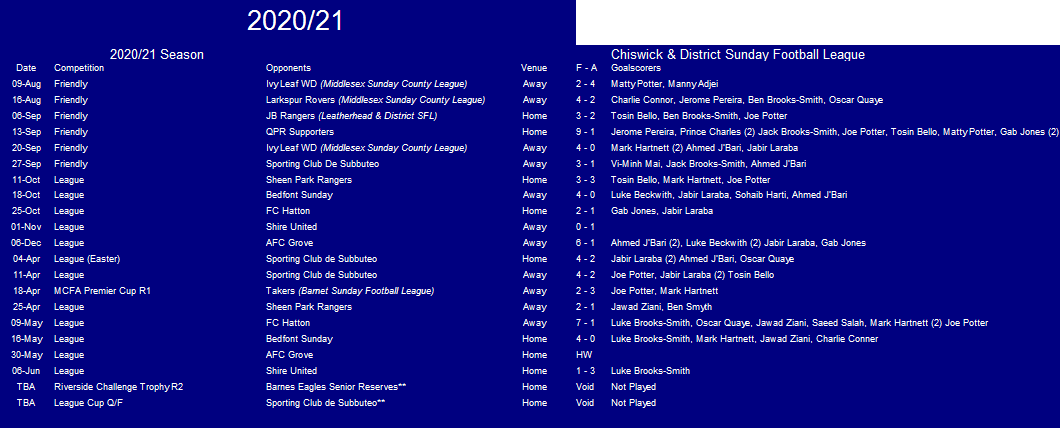 2020/21
2020/21 Season Chiswick & District Sunday Football League
Date Competition Opponents Venue F - A Goalscorers
09-Aug Friendly Ivy Leaf WD (Middlesex Sunday County League) Away 2 - 4 Matty Potter, Manny Adjei
16-Aug Friendly Larkspur Rovers (Middlesex Sunday County League) Away 4 - 2 Charlie Connor, Jerome Pereira, Ben Brooks-Smith, Oscar Quaye
06-Sep Friendly JB Rangers (Leatherhead & District SFL) Home 3 - 2 Tosin Bello, Ben Brooks-Smith, Joe Potter
13-Sep Friendly QPR Supporters Home 9 - 1 Jerome Pereira, Prince Charles (2) Jack Brooks-Smith, Joe Potter, Tosin Bello, Matty Potter, Gab Jones (2)
20-Sep Friendly Ivy Leaf WD (Middlesex Sunday County League) Away 4 - 0 Mark Hartnett (2) Ahmed J'Bari, Jabir Laraba
27-Sep Friendly Sporting Club De Subbuteo Away 3 - 1 Vi-Minh Mai, Jack Brooks-Smith, Ahmed J'Bari
11-Oct League Sheen Park Rangers Home 3 - 3 Tosin Bello, Mark Hartnett, Joe Potter
18-Oct League Bedfont Sunday Away 4 - 0 Luke Beckwith, Jabir Laraba, Sohaib Harti, Ahmed J'Bari
25-Oct League FC Hatton Home 2 - 1 Gab Jones, Jabir Laraba
01-Nov League Shire United Away 0 - 1
06-Dec League AFC Grove Away 6 - 1 Ahmed J'Bari (2), Luke Beckwith (2) Jabir Laraba, Gab Jones
04-Apr League (Easter) Sporting Club de Subbuteo Home 4 - 2 Jabir Laraba (2) Ahmed J'Bari, Oscar Quaye
11-Apr League Sporting Club de Subbuteo Away 4 - 2 Joe Potter, Jabir Laraba (2) Tosin Bello
18-Apr MCFA Premier Cup R1 Takers (Barnet Sunday Football League) Away 2 - 3 Joe Potter, Mark Hartnett
25-Apr League Sheen Park Rangers Away 2 - 1 Jawad Ziani, Ben Smyth
09-May League FC Hatton Away 7 - 1 Luke Brooks-Smith, Oscar Quaye, Jawad Ziani, Saeed Salah, Mark Hartnett (2) Joe Potter
16-May League Bedfont Sunday Home 4 - 0 Luke Brooks-Smith, Mark Hartnett, Jawad Ziani, Charlie Conner
30-May League AFC Grove Home HW
06-Jun League Shire United Home 1 - 3 Luke Brooks-Smith
TBA Riverside Challenge Trophy R2 Barnes Eagles Senior Reserves** Home Void Not Played
TBA League Cup Q/F Sporting Club de Subbuteo** Home Void Not Played